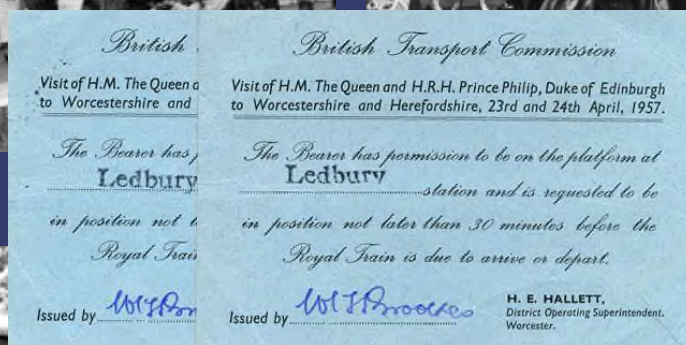 British
Visit of H.M. The Queen
to Worcestershire and
The Bearer has
Ledbury
in position not
Royal
Issued by
British Transport Commission
Visit of H.M. The Queen and H.R.H. Prince Philip, Duke of Edinburgh
to Worcestershire and Herefordshire, 23rd and 24th April, 1957.
The Bearer has permission to be on the platform at
Ledbury
station and is requested to be
in position not later than 30 minutes before the
Royal Train is due to arrive or depart.
Issued by
H. E. HALLETT,
District Operating Superintendent.
Worcester.